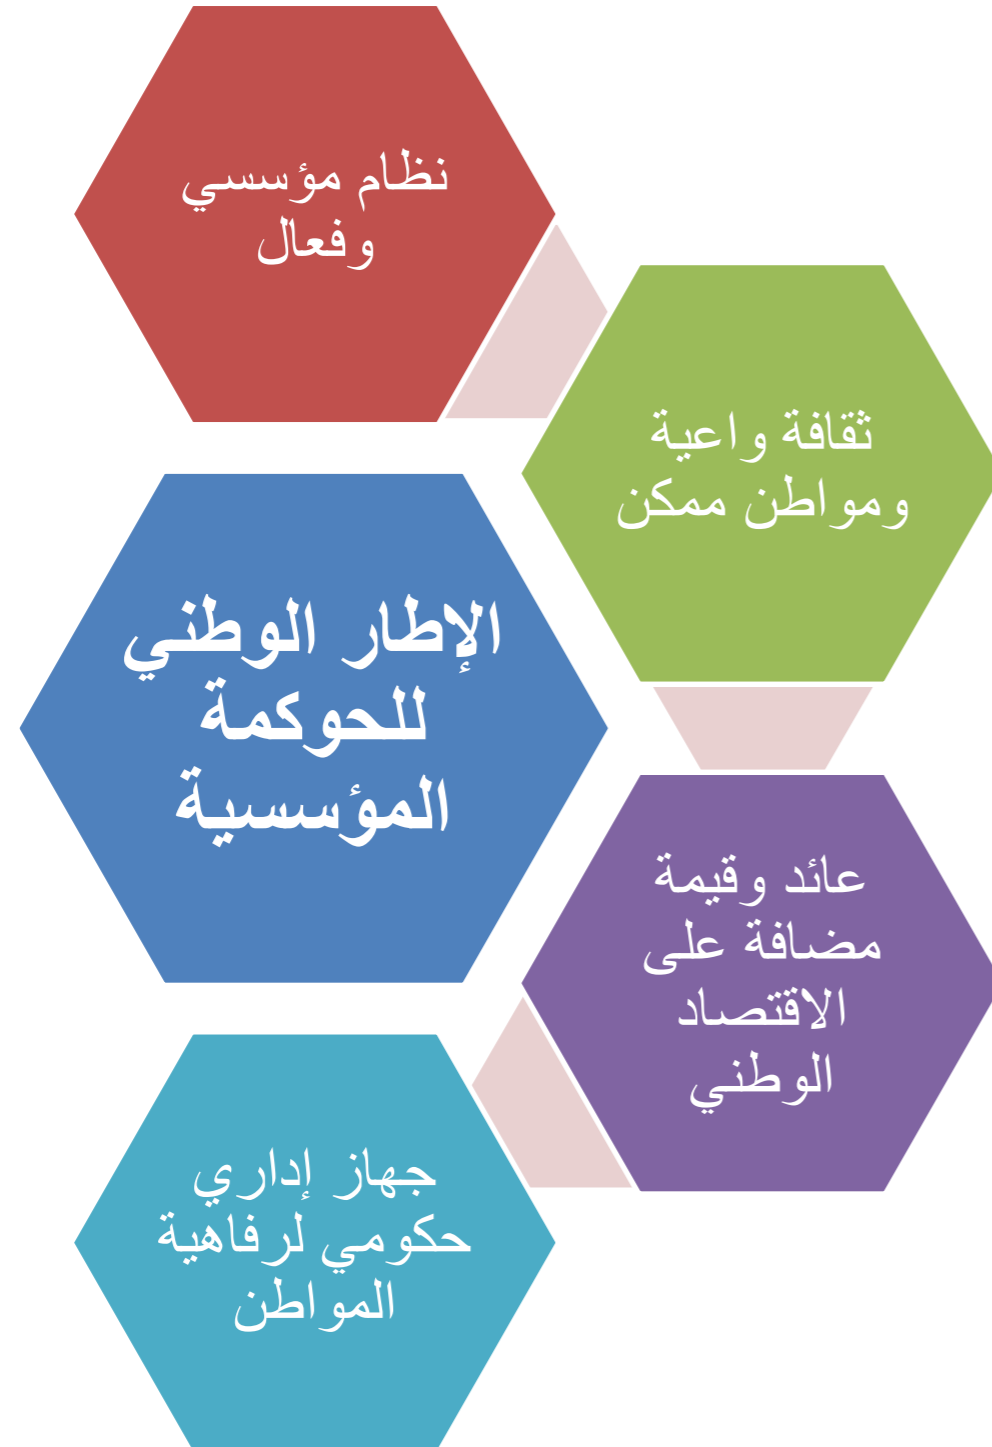 نظام مؤسسي
وفعال
ثقافة واعية
ومواطن ممكن
الإطار الوطني
للحوكمة
المؤسسية
عائد وقيمة
مضافة على
الاقتصاد
الوطني
جهاز إداري
حكومي لرفاهية
المواطن